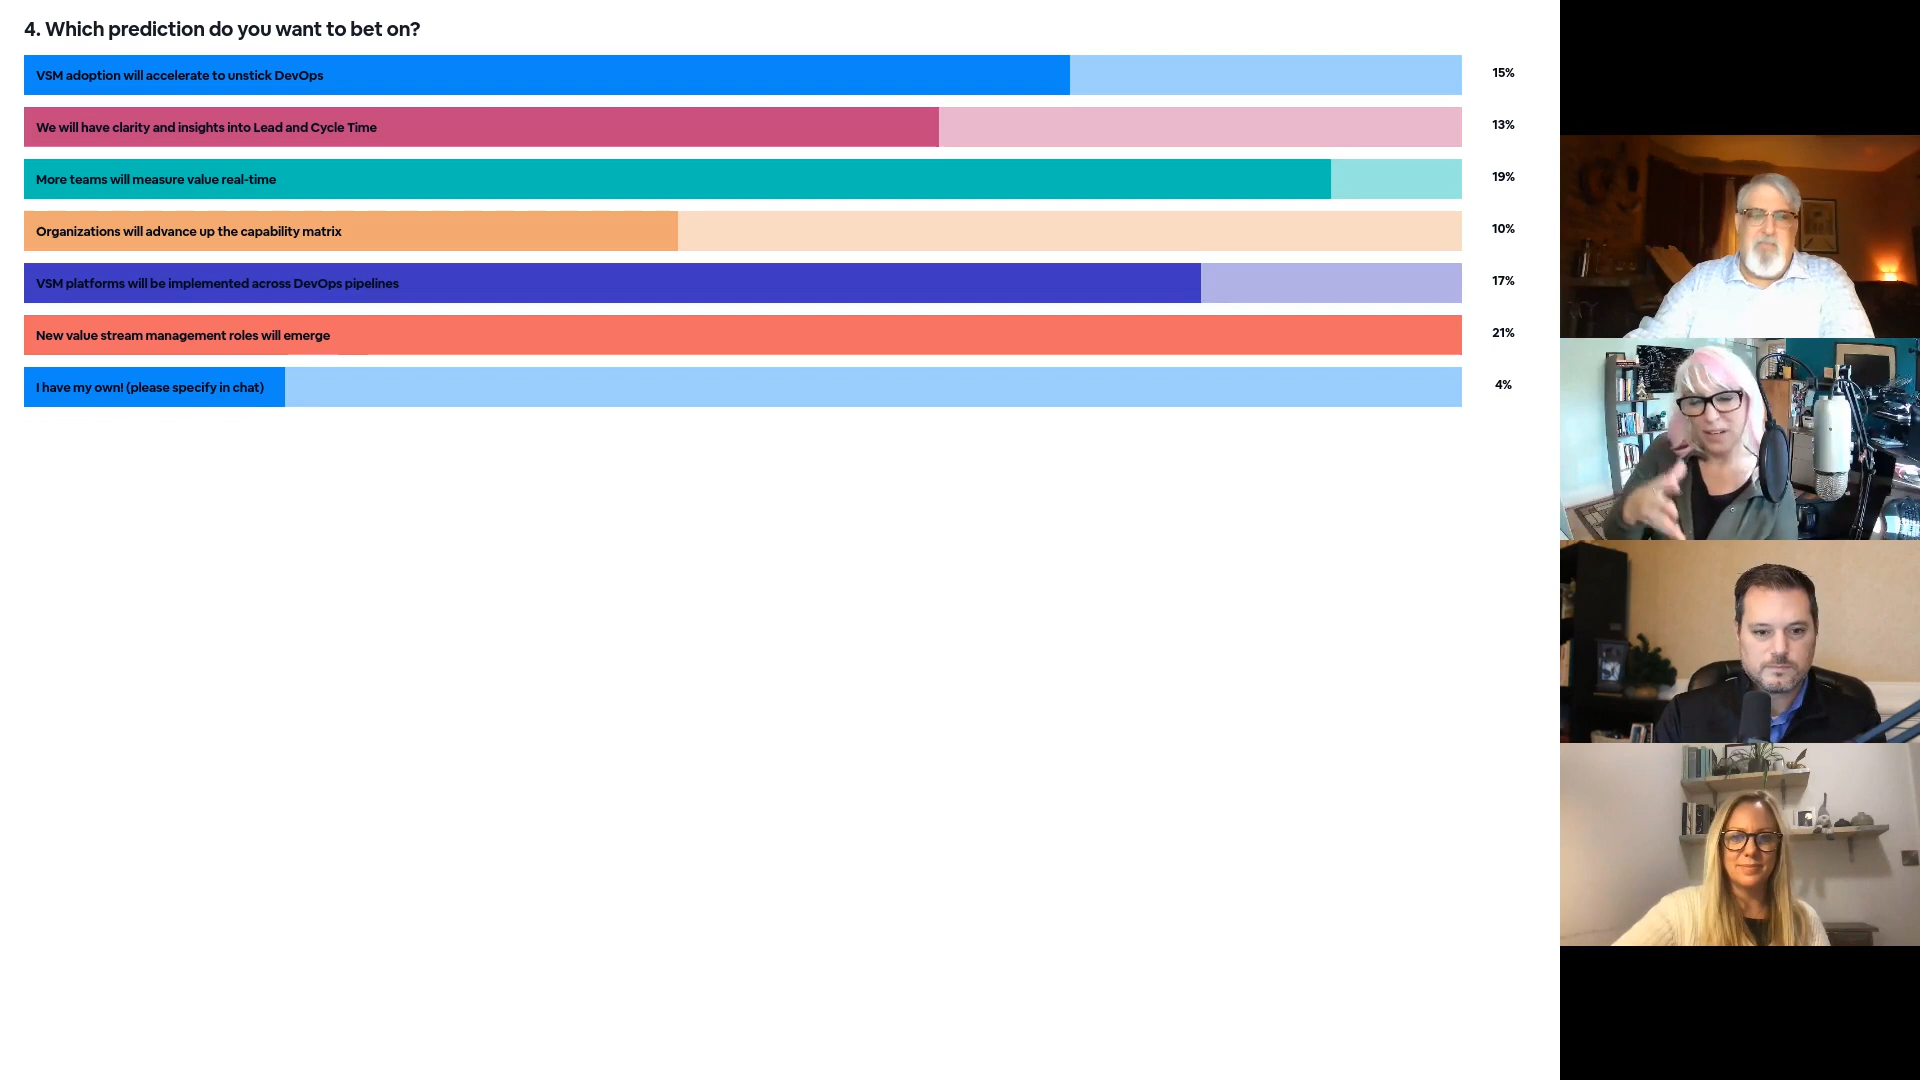 4. Which prediction do you want to bet on?
VSM adoption will accelerate to unstick DevOps 15%
We will have clarity and insights into Lead and Cycle Time 13%
More teams will measure value real-time 19%
Organizations will advance up the capability matrix 10%
VSM platforms will be implemented across DevOps pipelines 17%
New value stream management roles will emerge 21%
I have my own! (please specify in chat) 4%